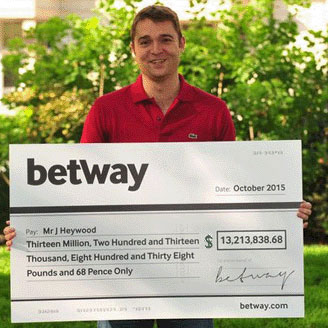 betway
Date: October 2015
Pay: Mr J Heywood
Thirteen Million, Two Hundred and Thirteen
Thousand, Eight Hundred and Thirty Eight
Pounds and 68 Pence Only
$ 13,213,838.68
betway
betway.com